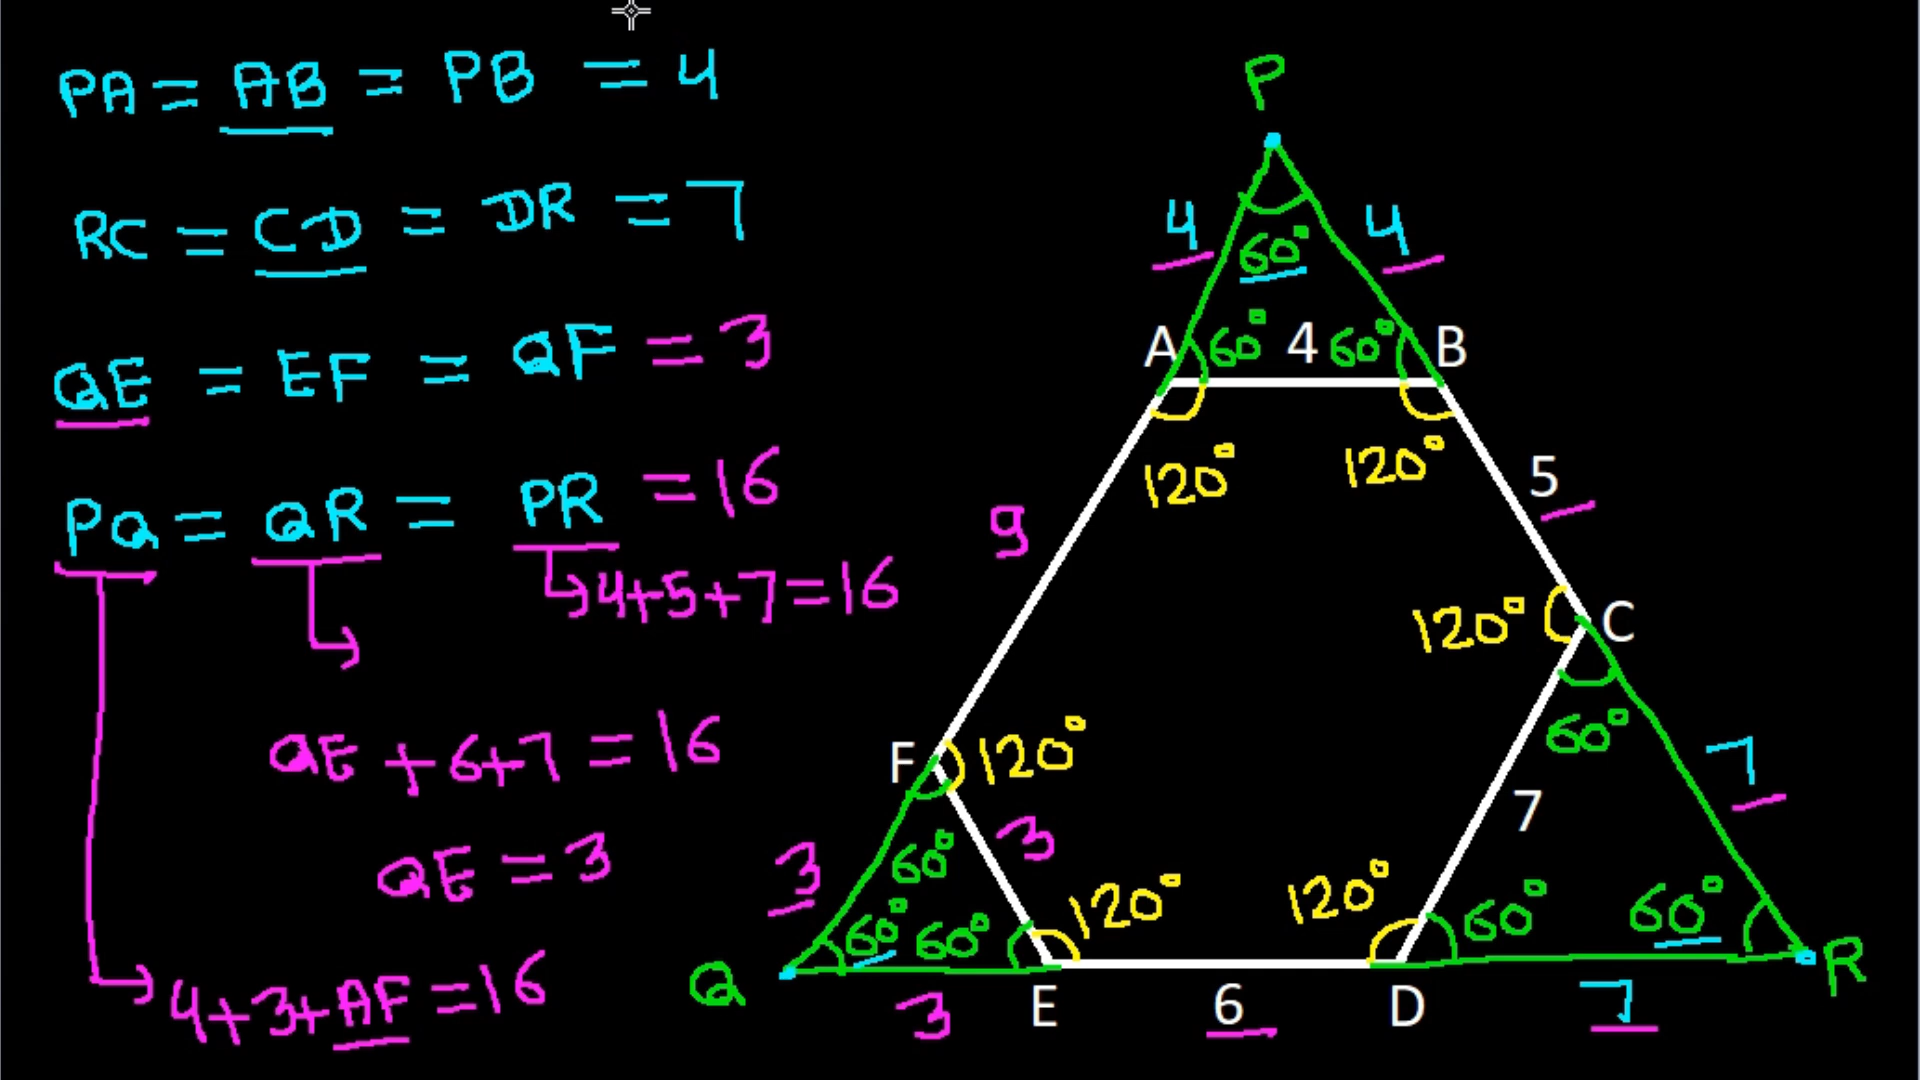 PA = AB = PB = 4
RC = CD = DR = 7
QE = EF = QF = 3
PQ = QR = PR = 16
4+5+7=16
QE + 6+7 = 16
QE = 3
4+3+AF =16
P
4 4
60°
A 60° 4 60° B
120° 120°
5
9
120° C
60°
F 120°
7
7
3
60°
3
120° 120°
60° 60°
60° 60°
Q R
3 E 6 D 7